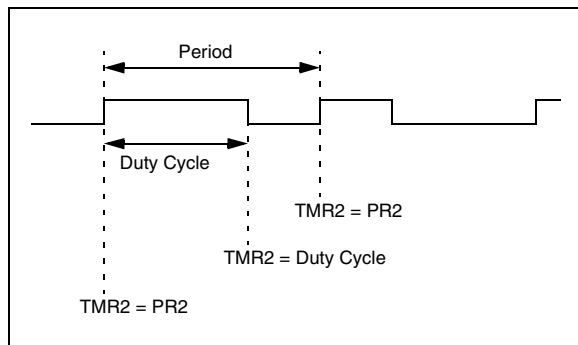 Period
Duty Cycle
TMR2 = PR2
TMR2 = Duty Cycle
TMR2 = PR2